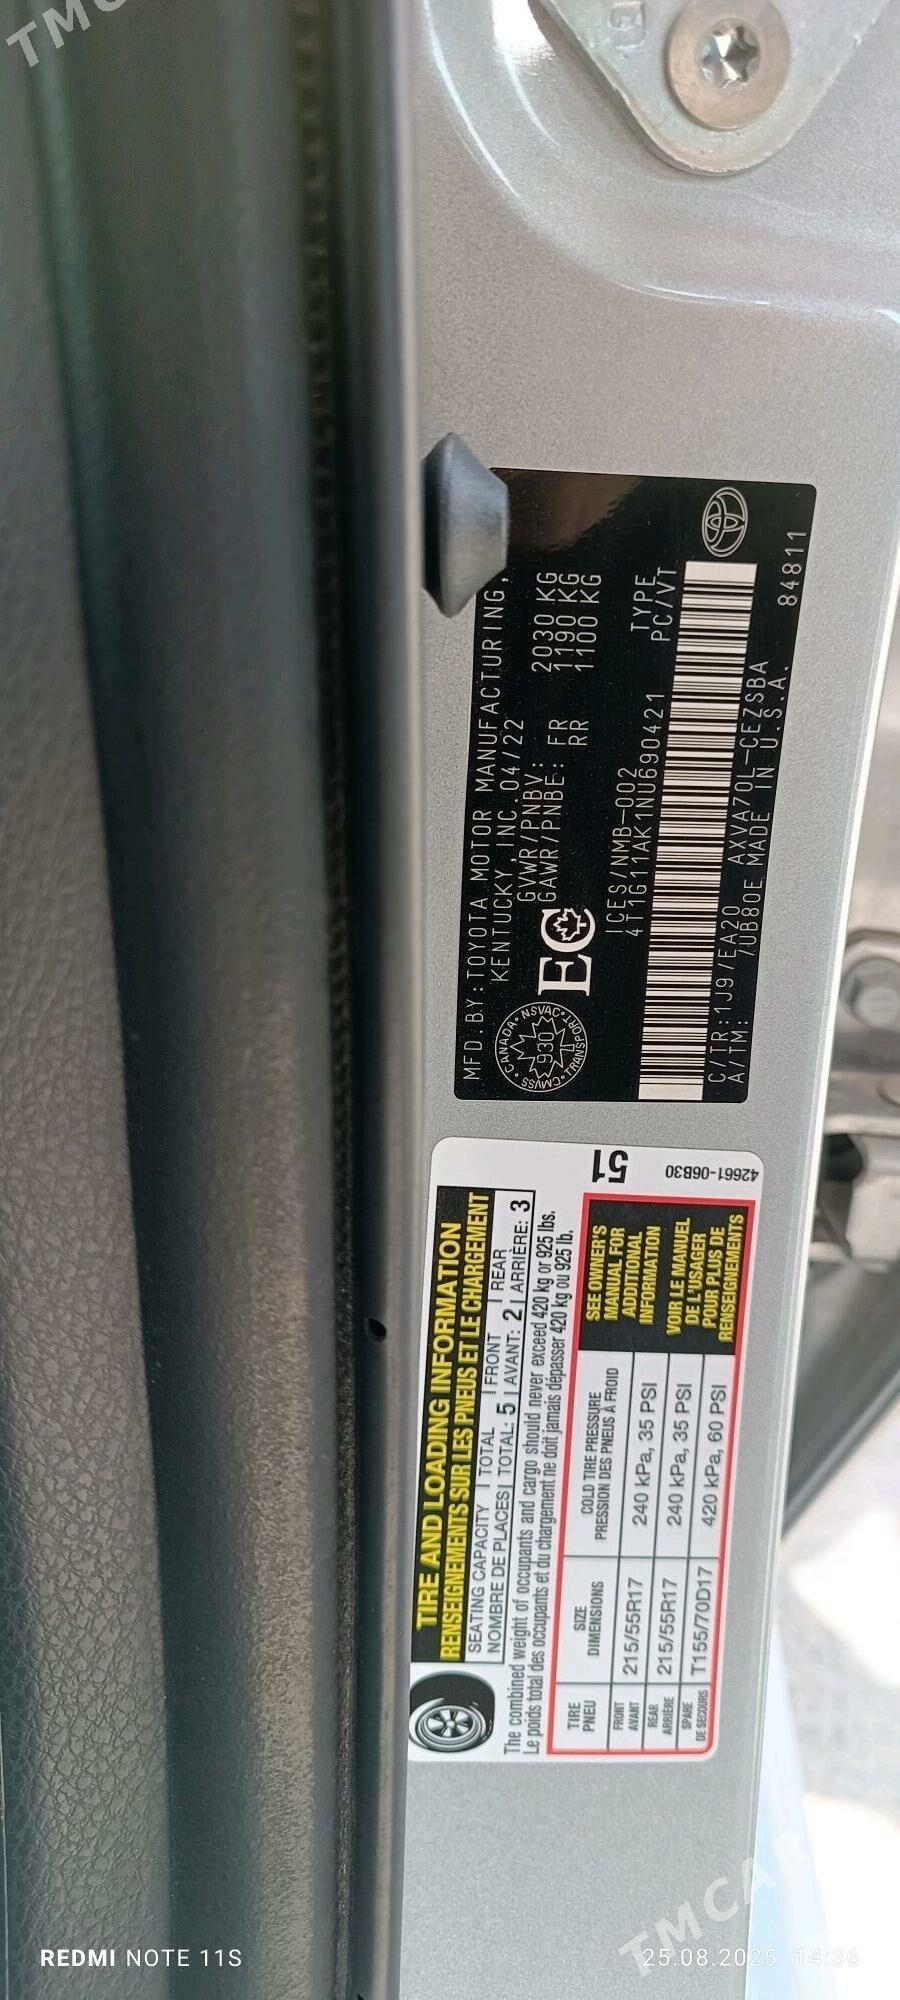 MFD.BY:TOYOTA MOTOR MANUFACTURING,
KENTUCKY, INC. 04/22
GVWR/PNBV: 2030 KG
GAWR/PNBE: FR 1190 KG
RR 1100 KG
CANADA NSVAC TRANSPORT CMVSS
930
EC
ICES/NMB-002
4T1G11AK1NU690421
TYPE
PC/VT
C/TR:1J9/EA20 AXVA70L-CEZSBA
A/TM: /UB80E MADE IN U.S.A. 84811
TIRE AND LOADING INFORMATION
RENSEIGNEMENTS SUR LES PNEUS ET LE CHARGEMENT
SEATING CAPACITY | TOTAL | FRONT | REAR
NOMBRE DE PLACES | TOTAL: 5 | AVANT: 2 | ARRIÈRE: 3
The combined weight of occupants and cargo should never exceed 420 kg or 925 lbs.
Le poids total des occupants et du chargement ne doit jamais dépasser 420 kg ou 925 lb.
TIRE
PNEU
SIZE
DIMENSIONS
COLD TIRE PRESSURE
PRESSION DES PNEUS À FROID
FRONT
AVANT
215/55R17
240 kPa, 35 PSI
REAR
ARRIÈRE
215/55R17
240 kPa, 35 PSI
SPARE
DE SECOURS
T155/70D17
420 kPa, 60 PSI
SEE OWNER'S
MANUAL FOR
ADDITIONAL
INFORMATION
VOIR LE MANUEL
DE L'USAGER
POUR PLUS DE
RENSEIGNEMENTS
51
42661-06B30
REDMI NOTE 11S
25.08.2025 14:36